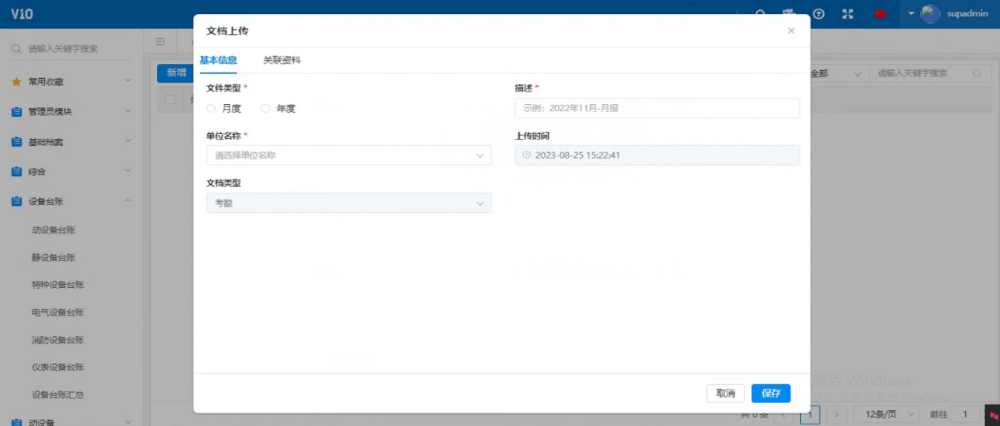 V10
supadmin
请输入关键字搜索
常用收藏
管理员模块
基础档案
综合
设备台账
动设备台账
静设备台账
特种设备台账
电气设备台账
消防设备台账
仪表设备台账
设备台账汇总
动设备
新增
全部
请输入关键字搜索
文档上传
基本信息 关联资料
文件类型 *
月度 年度
描述 *
示例：2022年11月-月报
单位名称 *
请选择单位名称
上传时间
2023-08-25 15:22:41
文档类型
考勤
取消 保存
激活 Windows
共 0 条 1 12条/页 前往 1